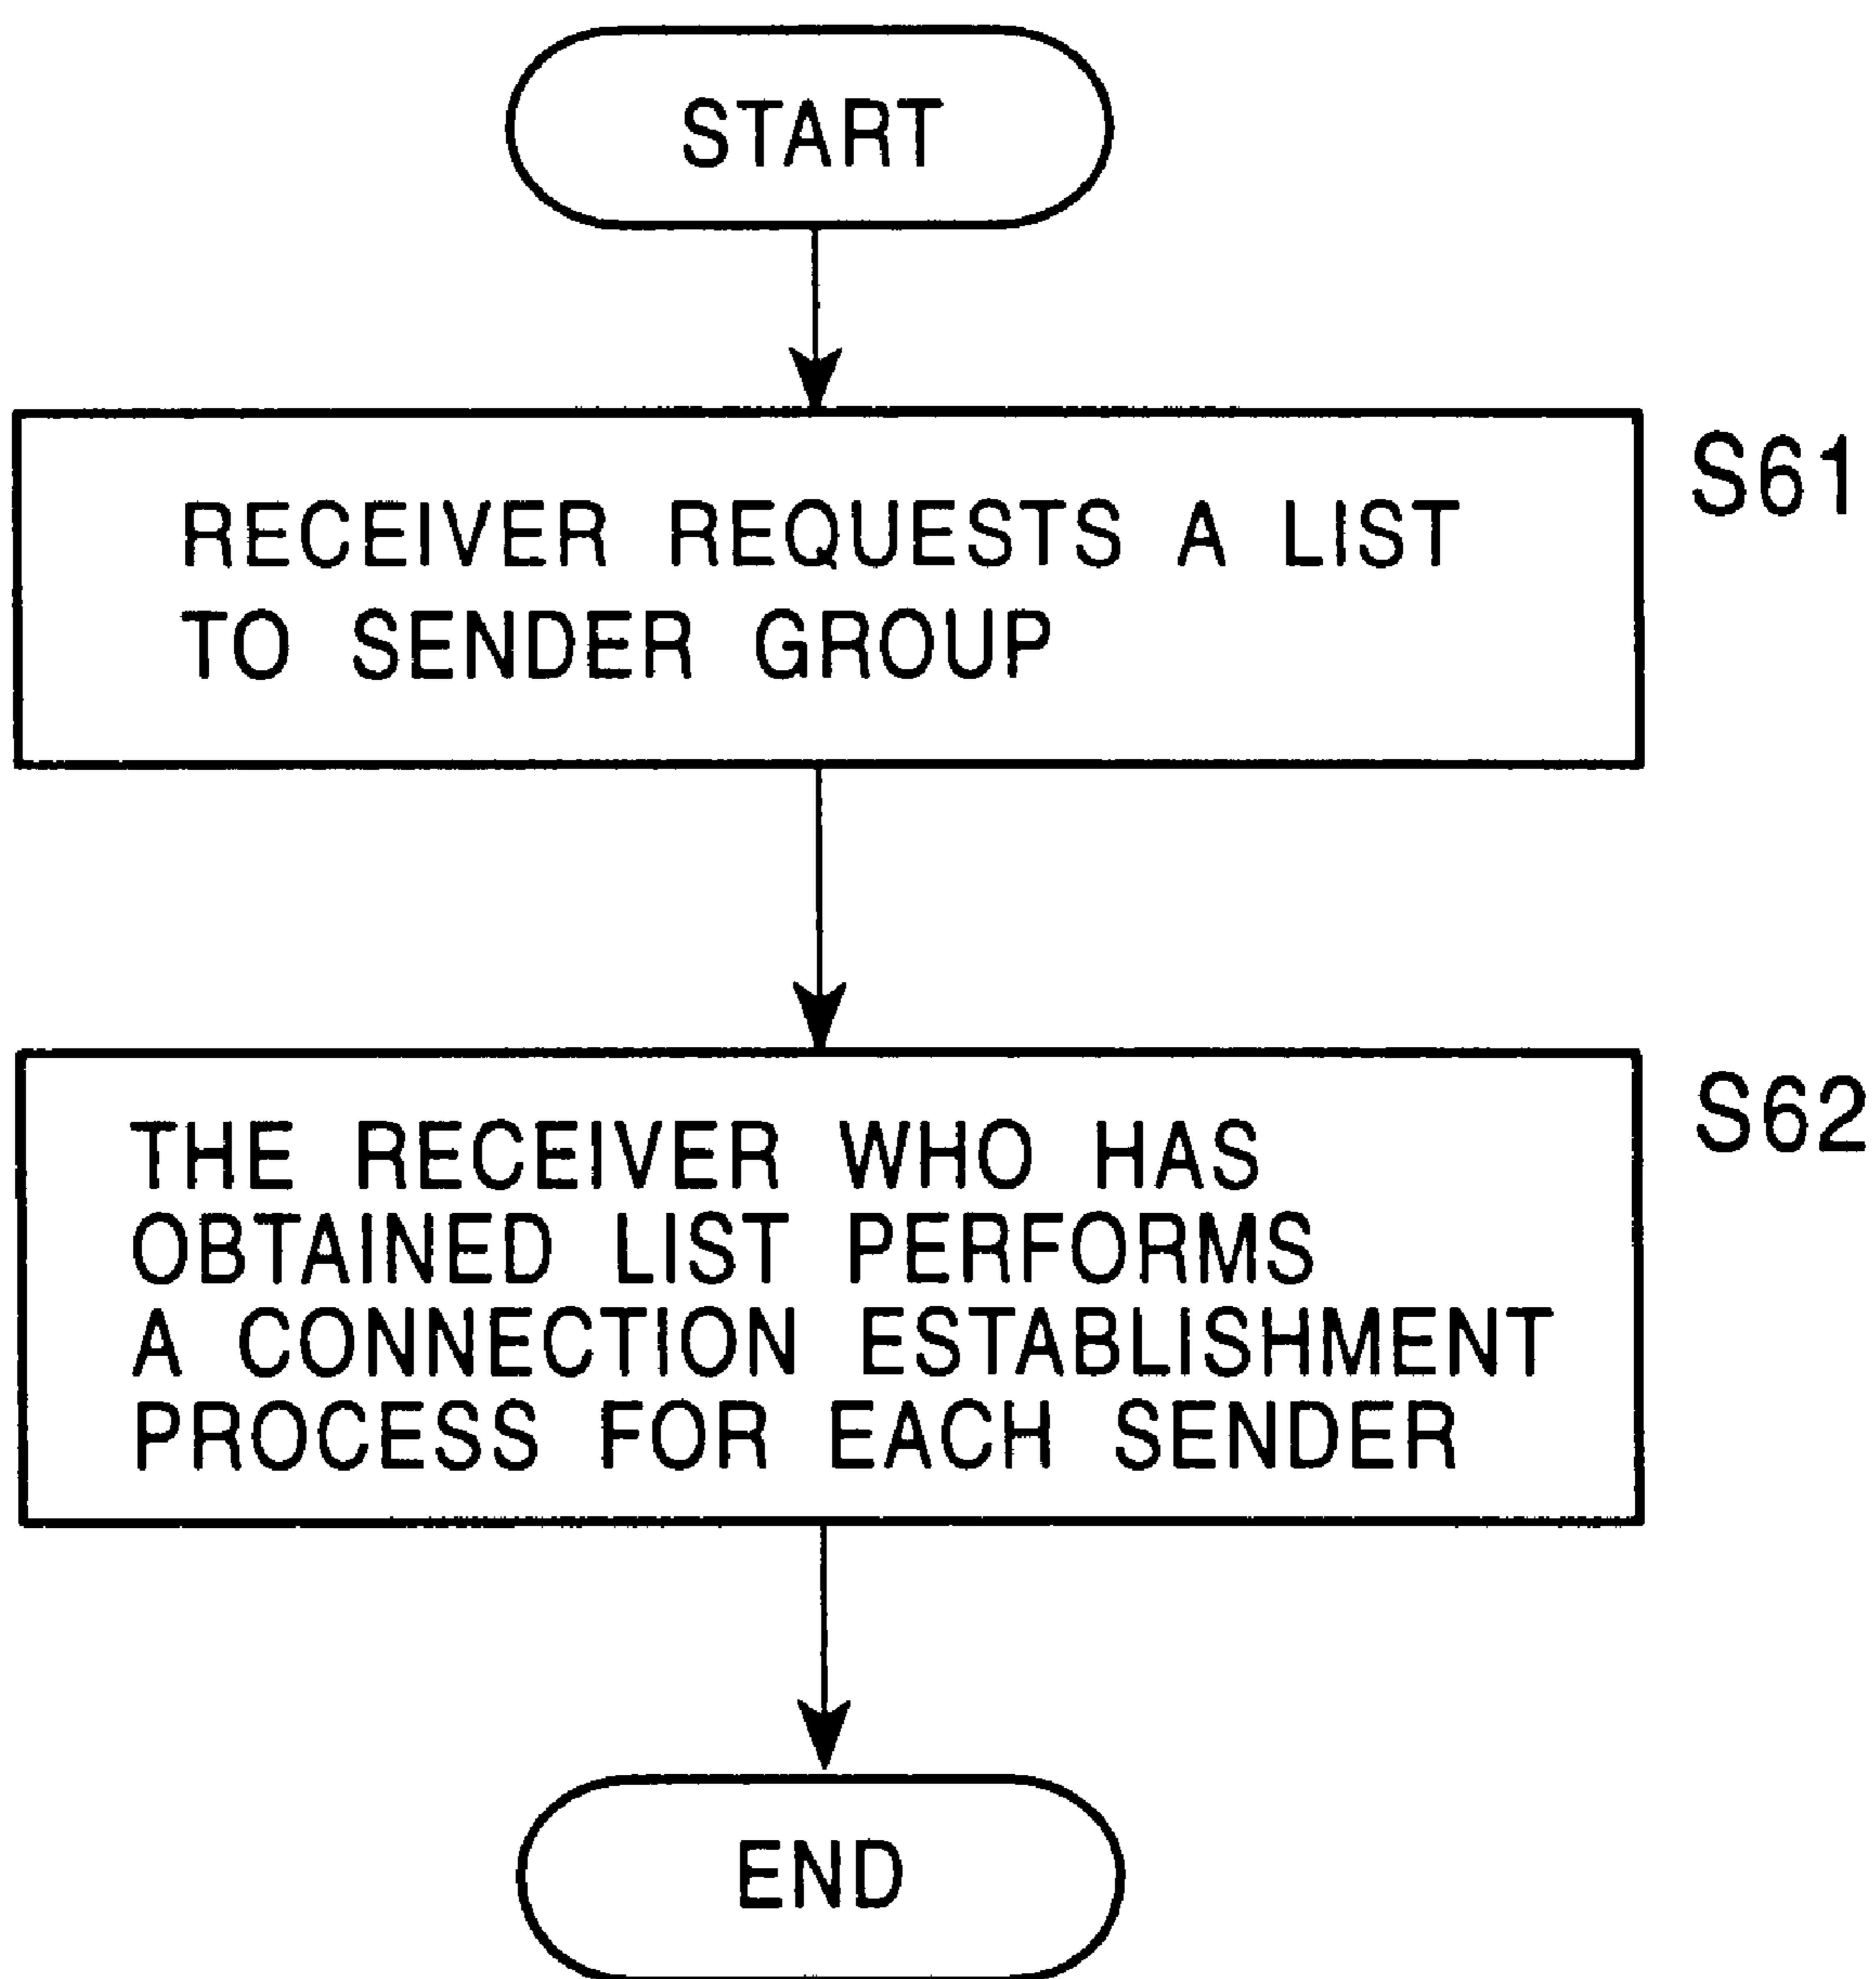 START
S61
RECEIVER REQUESTS A LIST
TO SENDER GROUP
S62
THE RECEIVER WHO HAS
OBTAINED LIST PERFORMS
A CONNECTION ESTABLISHMENT
PROCESS FOR EACH SENDER
END